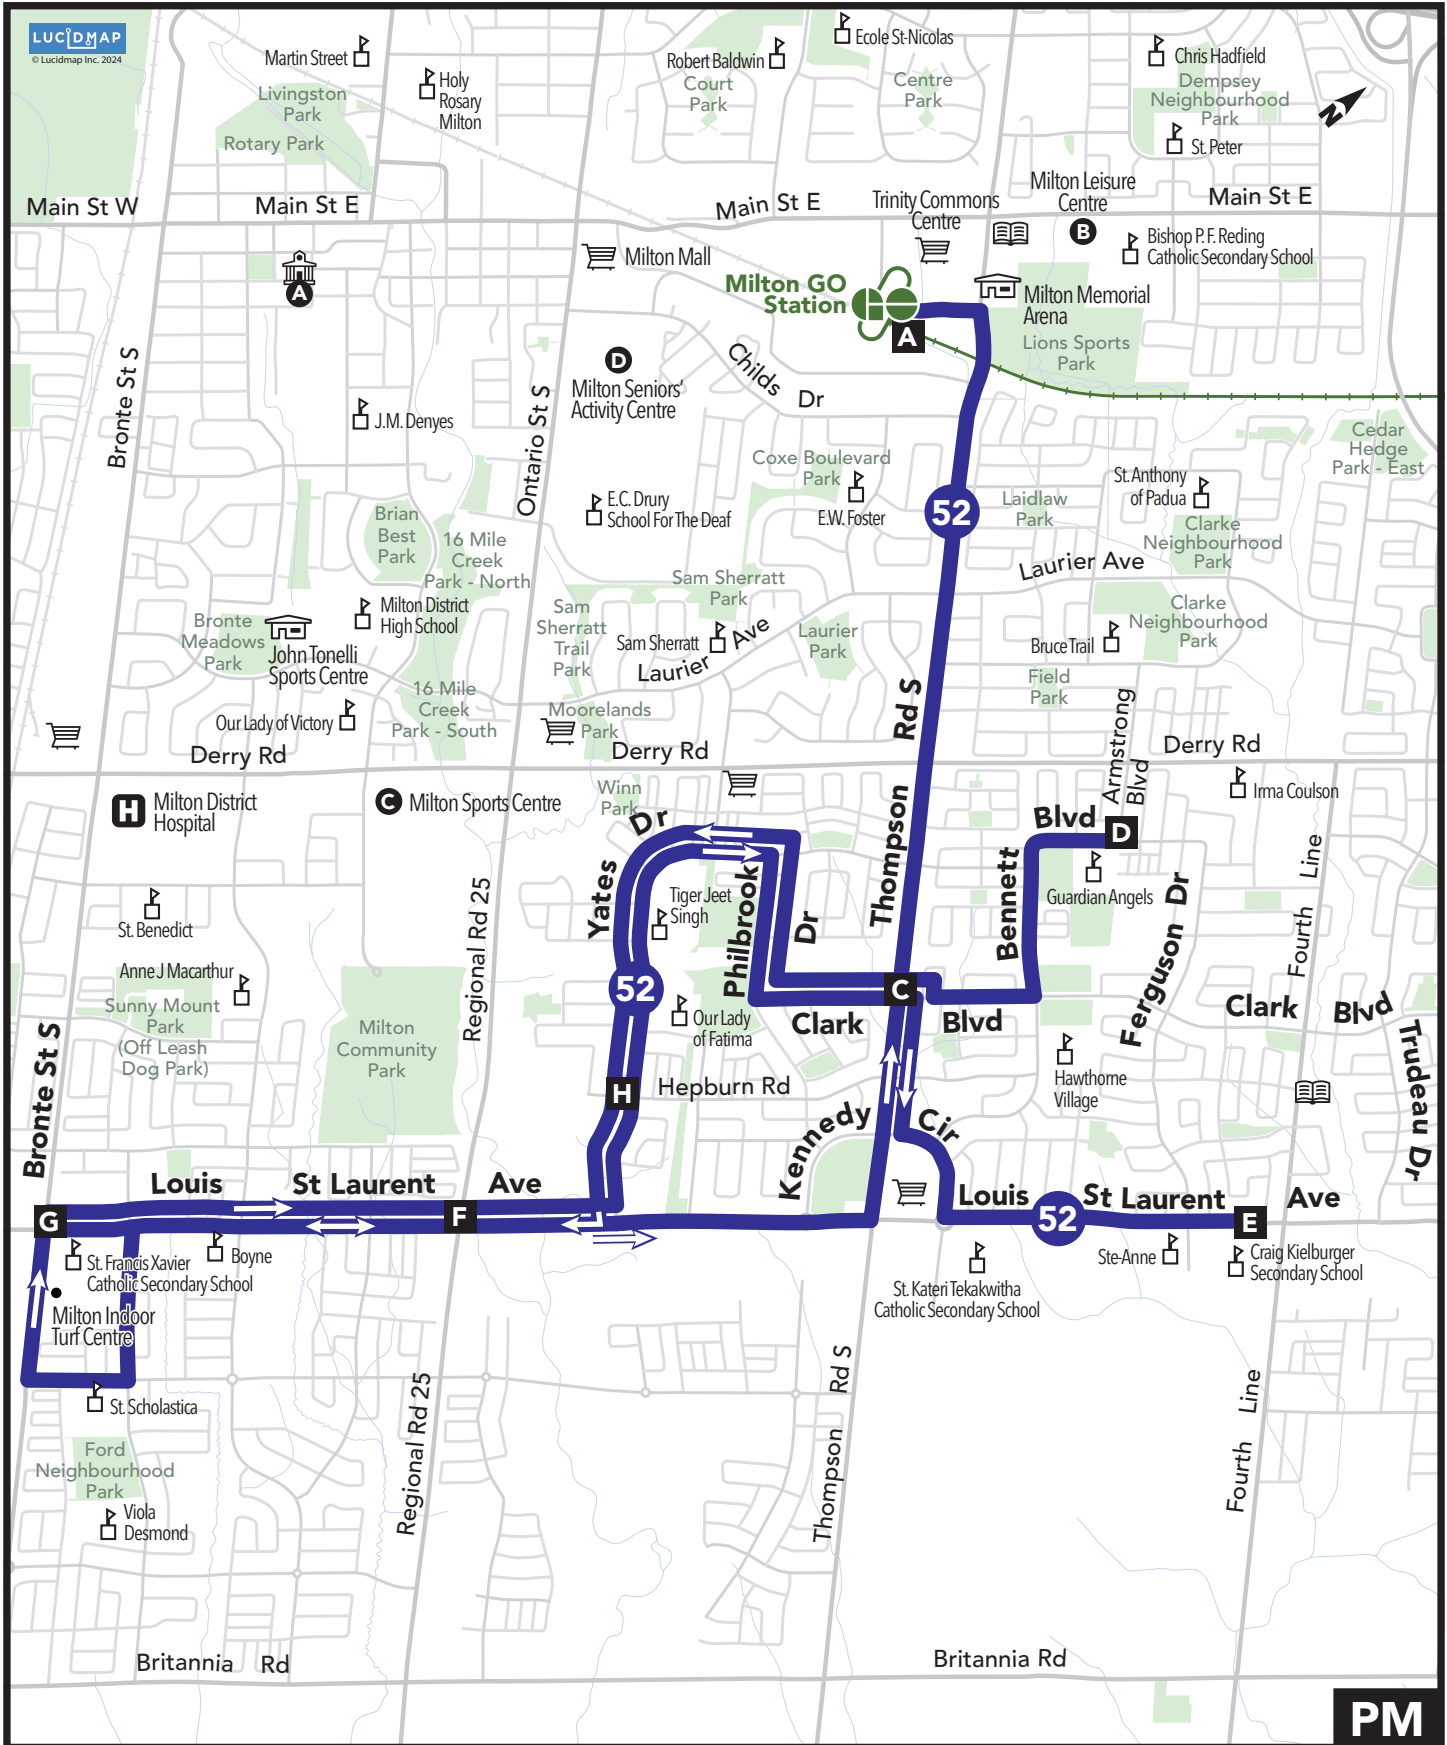 LUCIDMAP
© Lucidmap Inc. 2024
Martin Street
Holy
Rosary
Milton
Livingston
Park
Rotary Park
Robert Baldwin
Ecole St-Nicolas
Court
Park
Centre
Park
Chris Hadfield
Dempsey
Neighbourhood
Park
St. Peter
N
Main St W
Main St E
Main St E
Trinity Commons
Centre
Milton Leisure
Centre
B
Main St E
Bishop P. F. Reding
Catholic Secondary School
Milton Mall
A
Milton GO
Station
A
Milton Memorial
Arena
Lions Sports
Park
D
Milton Seniors'
Activity Centre
Childs Dr
Bronte St S
Ontario St S
J.M. Denyes
Cedar
Hedge
Park - East
Coxe Boulevard
Park
E.W. Foster
E.C. Drury
School For The Deaf
52
Laidlaw
Park
St. Anthony
of Padua
Clarke
Neighbourhood
Park
Brian
Best
Park
16 Mile
Creek
Park - North
Laurier Ave
Sam Sherratt
Park
Sam
Sherratt
Trail
Park
Clarke
Neighbourhood
Park
Bronte
Meadows
Park
Milton District
High School
John Tonelli
Sports Centre
Sam Sherratt
Laurier Ave
Laurier
Park
Bruce Trail
Field
Park
16 Mile
Creek
Park - South
Our Lady of Victory
Moorelands
Park
Rd S
Armstrong
Blvd
Derry Rd
Derry Rd
Derry Rd
H
Milton District
Hospital
C
Milton Sports Centre
Winn
Park
Irma Coulson
Yates Dr
Thompson
Bennett Blvd
D
Guardian Angels
Fourth Line
Tiger Jeet
Singh
Philbrook Dr
Ferguson Dr
Regional Rd 25
St. Benedict
Anne J Macarthur
Sunny Mount
Park
(Off Leash
Dog Park)
Milton
Community
Park
52
Our Lady
of Fatima
C
Clark Blvd
Clark Blvd
Trudeau Dr
Hawthorne
Village
Bronte St S
H
Hepburn Rd
Kennedy Cir
Louis St Laurent Ave
G
F
Louis St Laurent Ave
52
E
St. Francis Xavier
Catholic Secondary School
Boyne
Milton Indoor
Turf Centre
St. Kateri Tekakwitha
Catholic Secondary School
Ste-Anne
Craig Kielburger
Secondary School
St. Scholastica
Regional Rd 25
Thompson Rd S
Fourth Line
Ford
Neighbourhood
Park
Viola
Desmond
Britannia Rd
Britannia Rd
PM